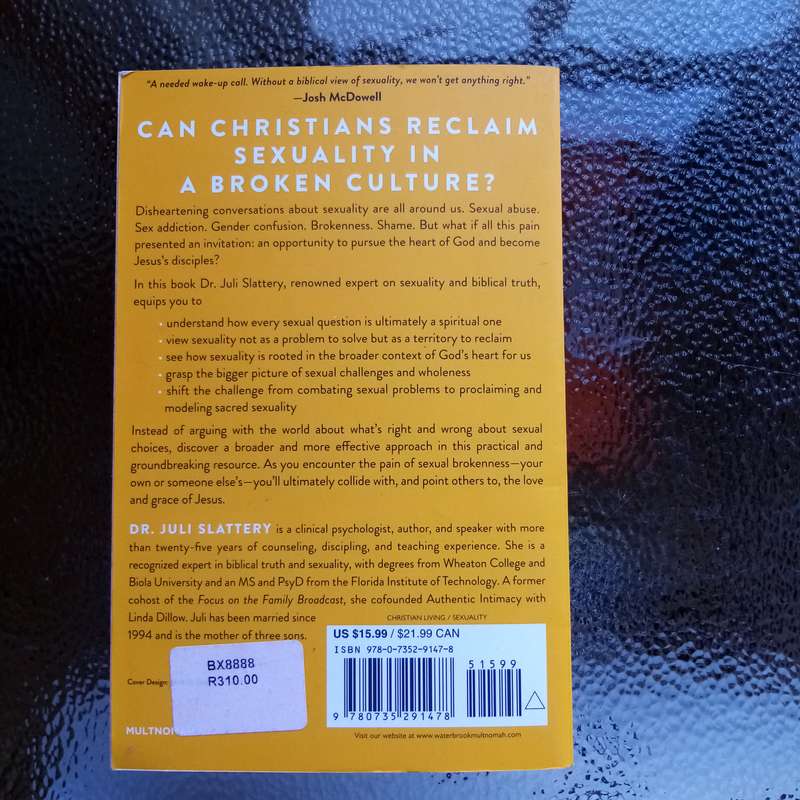 "A needed wake-up call. Without a biblical view of sexuality, we won't get anything right."
—Josh McDowell
CAN CHRISTIANS RECLAIM
SEXUALITY IN
A BROKEN CULTURE?
Disheartening conversations about sexuality are all around us. Sexual abuse.
Sex addiction. Gender confusion. Brokenness. Shame. But what if all this pain
presented an invitation: an opportunity to pursue the heart of God and become
Jesus's disciples?
In this book Dr. Juli Slattery, renowned expert on sexuality and biblical truth,
equips you to
• understand how every sexual question is ultimately a spiritual one
• view sexuality not as a problem to solve but as a territory to reclaim
• see how sexuality is rooted in the broader context of God's heart for us
• grasp the bigger picture of sexual challenges and wholeness
• shift the challenge from combating sexual problems to proclaiming and
modeling sacred sexuality
Instead of arguing with the world about what's right and wrong about sexual
choices, discover a broader and more effective approach in this practical and
groundbreaking resource. As you encounter the pain of sexual brokenness—your
own or someone else's—you'll ultimately collide with, and point others to, the love
and grace of Jesus.
DR. JULI SLATTERY is a clinical psychologist, author, and speaker with more
than twenty-five years of counseling, discipling, and teaching experience. She is a
recognized expert in biblical truth and sexuality, with degrees from Wheaton College and
Biola University and an MS and PsyD from the Florida Institute of Technology. A former
cohost of the Focus on the Family Broadcast, she cofounded Authentic Intimacy with
Linda Dillow. Juli has been married since
1994 and is the mother of three sons.
CHRISTIAN LIVING / SEXUALITY
US $15.99 / $21.99 CAN
ISBN 978-0-7352-9147-8
51599
9 780735 291478
BX8888
R310.00
Cover Design:
MULTNO
Visit our website at www.waterbrookmultnomah.com